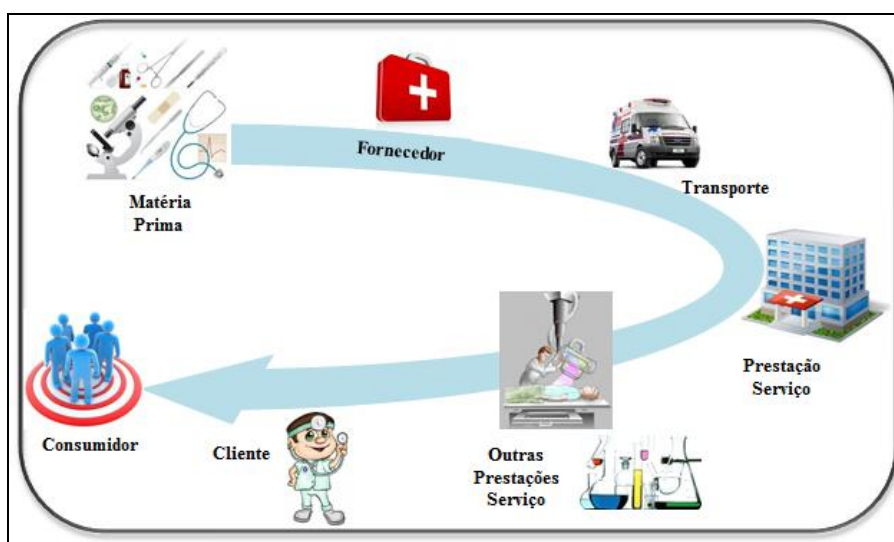 Matéria
Prima
Fornecedor
Transporte
Prestação
Serviço
Outras
Prestações
Serviço
Cliente
Consumidor